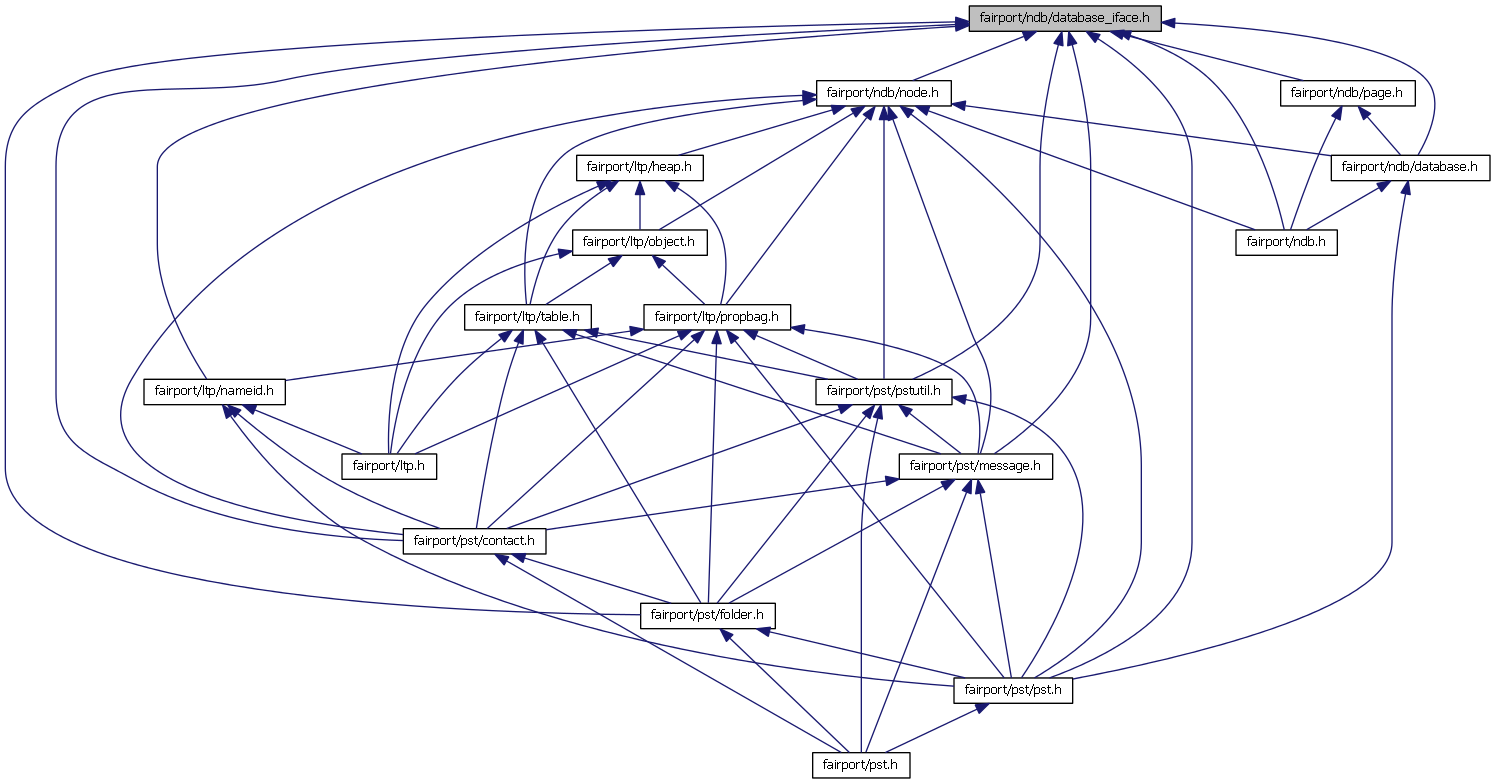 fairport/ndb/database_iface.h
fairport/ndb/node.h
fairport/ndb/page.h
fairport/ltp/heap.h
fairport/ndb/database.h
fairport/ltp/object.h
fairport/ndb.h
fairport/ltp/table.h
fairport/ltp/propbag.h
fairport/ltp/nameid.h
fairport/pst/pstutil.h
fairport/ltp.h
fairport/pst/message.h
fairport/pst/contact.h
fairport/pst/folder.h
fairport/pst/pst.h
fairport/pst.h